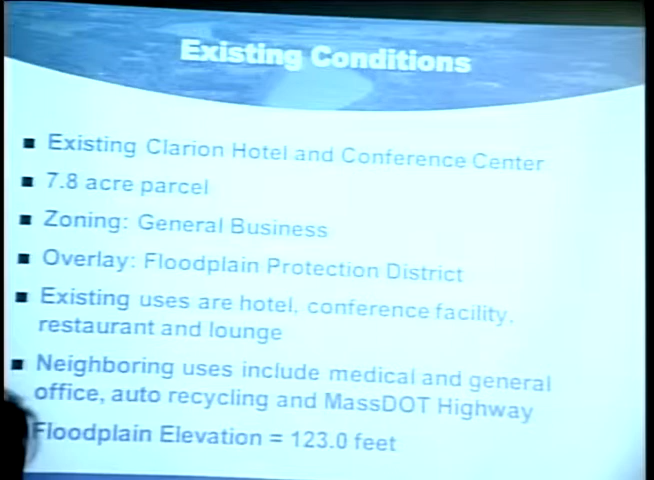 Existing Conditions
■ Existing Clarion Hotel and Conference Center
■ 7.8 acre parcel
■ Zoning: General Business
■ Overlay: Floodplain Protection District
■ Existing uses are hotel, conference facility,
restaurant and lounge
■ Neighboring uses include medical and general
office, auto recycling and MassDOT Highway
Floodplain Elevation = 123.0 feet